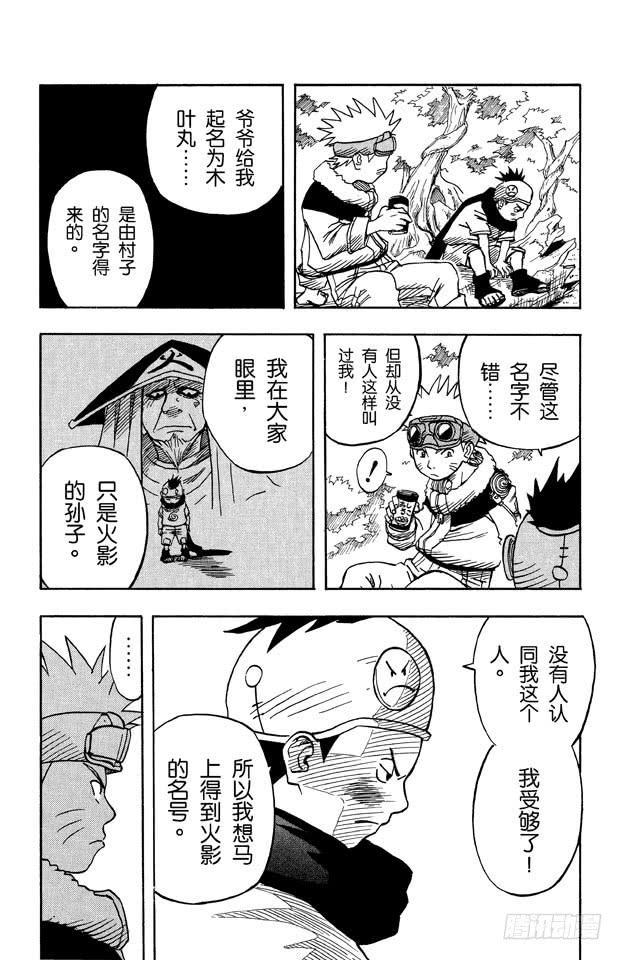 爷爷给我
起名为木
叶丸……
是由村子
的名字得
来的。
尽管这
名字不
错……
但却从没
有人这样叫
过我！
！
我在大家
眼里，
火
只是火影
的孙子。
没有人认
同我这个
人。
我受够了！
所以我想马
上得到火影
的名号。
……
腾讯动漫